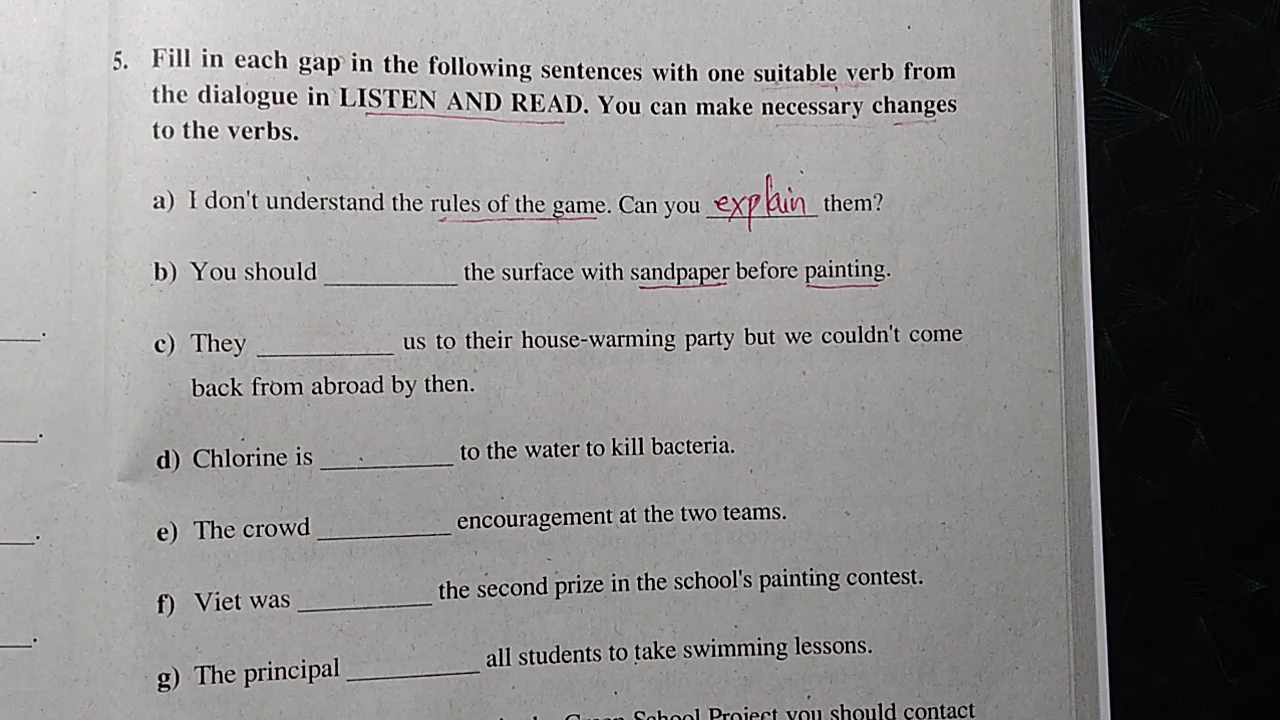 5. Fill in each gap in the following sentences with one suitable verb from
the dialogue in LISTEN AND READ. You can make necessary changes
to the verbs.
a) I don't understand the rules of the game. Can you explain them?
b) You should __________ the surface with sandpaper before painting.
c) They __________ us to their house-warming party but we couldn't come
back from abroad by then.
d) Chlorine is __________ to the water to kill bacteria.
e) The crowd __________ encouragement at the two teams.
f) Viet was __________ the second prize in the school's painting contest.
g) The principal __________ all students to take swimming lessons.
School Project you should contact